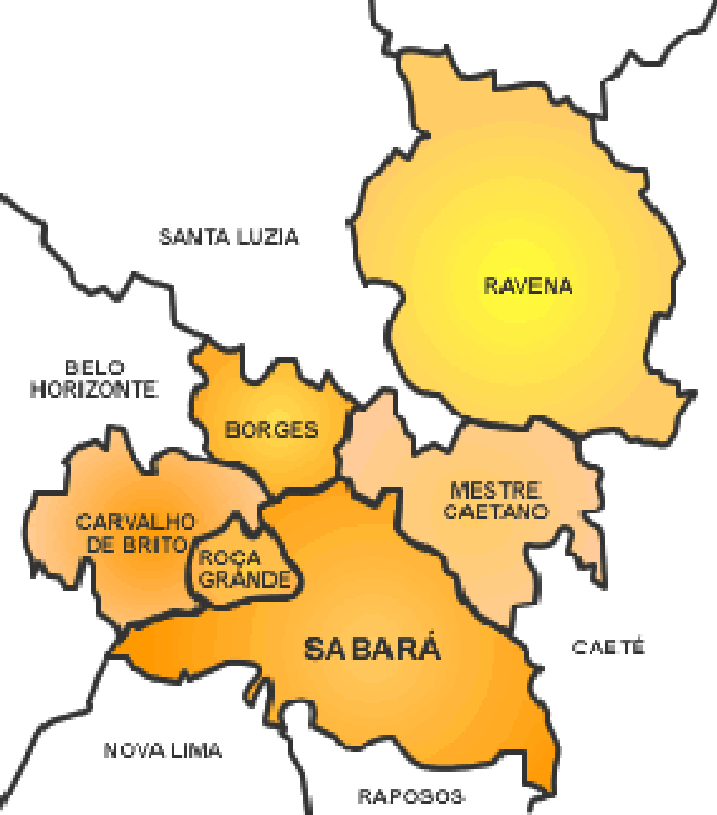 SANTA LUZIA
RAVENA
BELO
HORIZONTE
BORGES
MESTRE
CAETANO
CARVALHO
DE BRITO
ROÇA
GRANDE
SABARÁ
CAETÉ
NOVA LIMA
RAPOSOS